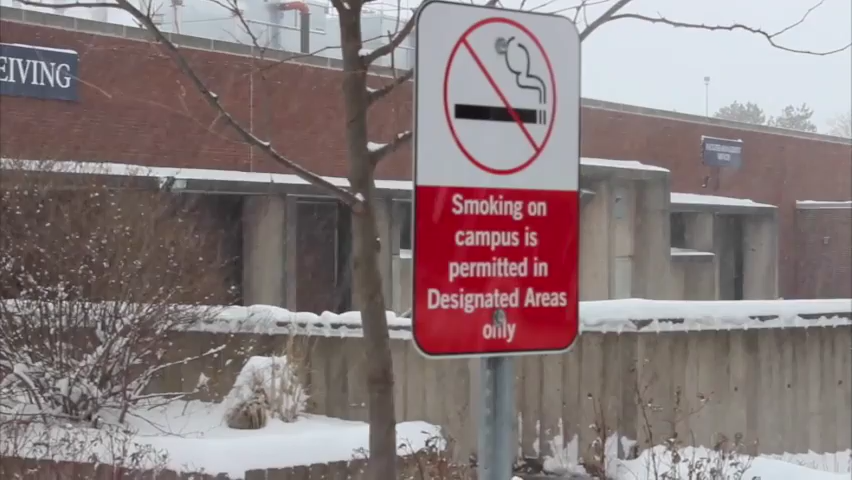 EIVING
Smoking on
campus is
permitted in
Designated Areas
only